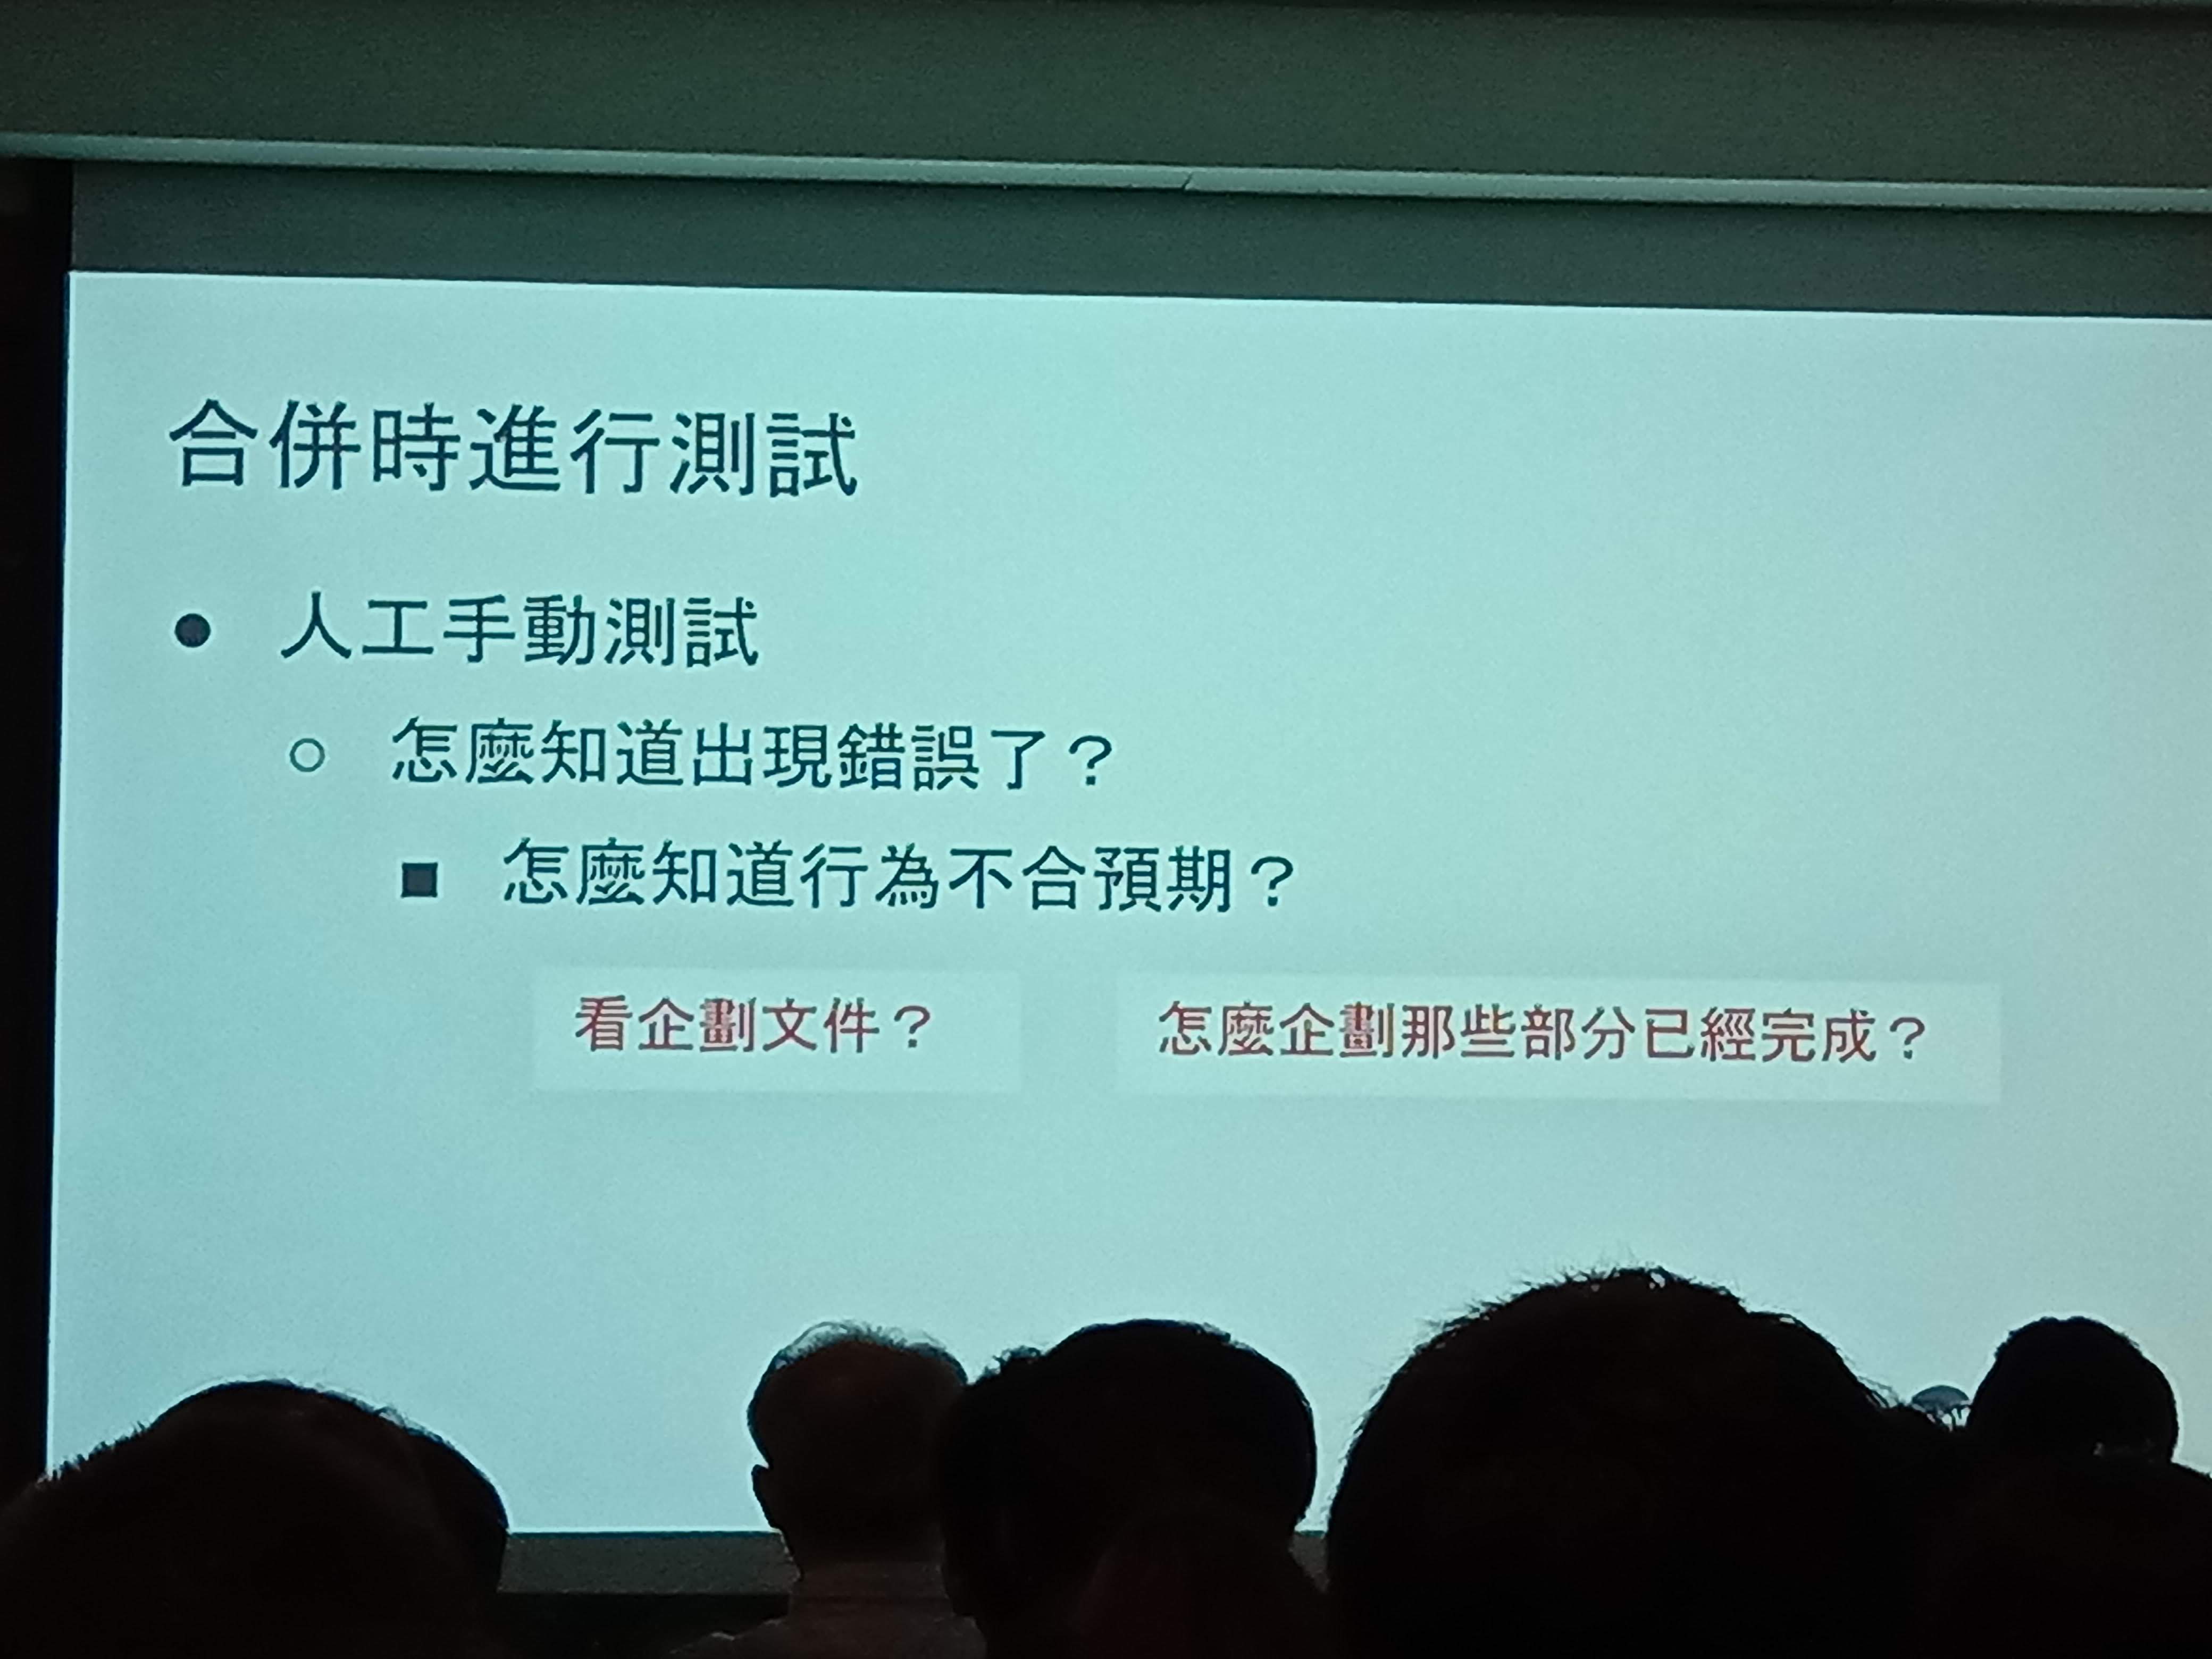 合併時進行測試
● 人工手動測試
○ 怎麼知道出現錯誤了？
■ 怎麼知道行為不合預期？
看企劃文件？ 怎麼企劃那些部分已經完成？